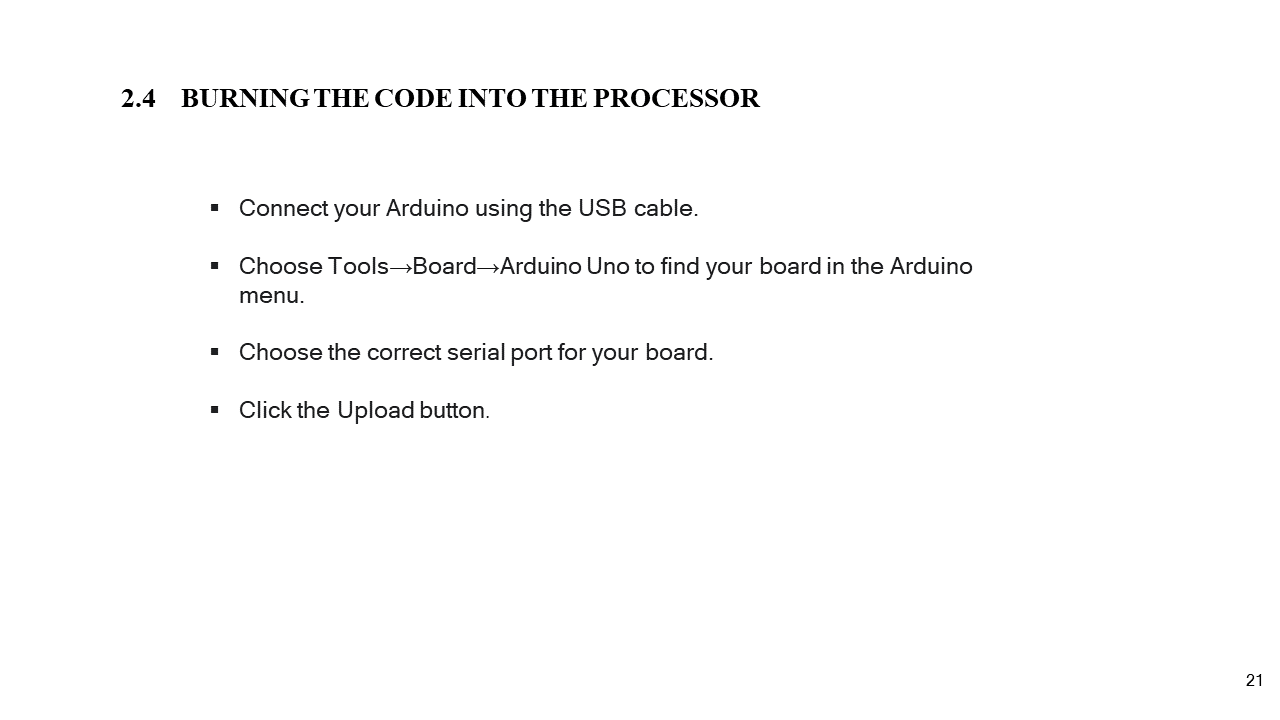 2.4 BURNING THE CODE INTO THE PROCESSOR
▪ Connect your Arduino using the USB cable.
▪ Choose Tools→Board→Arduino Uno to find your board in the Arduino
menu.
▪ Choose the correct serial port for your board.
▪ Click the Upload button.
21